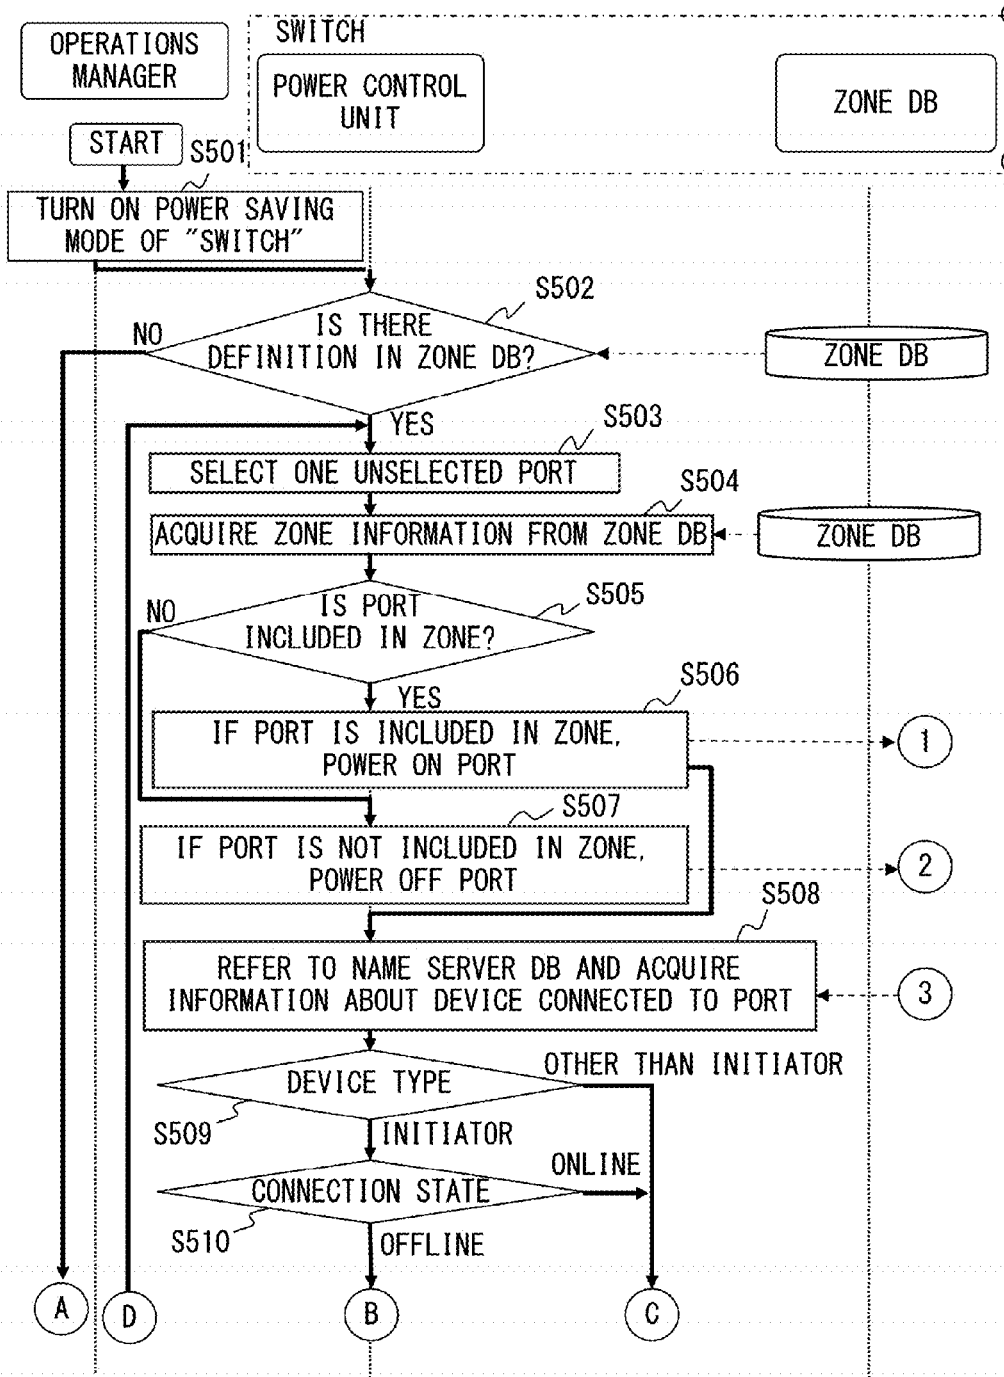 OPERATIONS
MANAGER
SWITCH
POWER CONTROL
UNIT
ZONE DB
START
S501
TURN ON POWER SAVING
MODE OF "SWITCH"
S502
NO
IS THERE
DEFINITION IN ZONE DB?
ZONE DB
YES
S503
SELECT ONE UNSELECTED PORT
S504
ACQUIRE ZONE INFORMATION FROM ZONE DB
ZONE DB
S505
NO
IS PORT
INCLUDED IN ZONE?
YES
S506
IF PORT IS INCLUDED IN ZONE,
POWER ON PORT
1
S507
IF PORT IS NOT INCLUDED IN ZONE,
POWER OFF PORT
2
S508
REFER TO NAME SERVER DB AND ACQUIRE
INFORMATION ABOUT DEVICE CONNECTED TO PORT
3
DEVICE TYPE
OTHER THAN INITIATOR
S509
INITIATOR
CONNECTION STATE
ONLINE
S510
OFFLINE
A
D
B
C